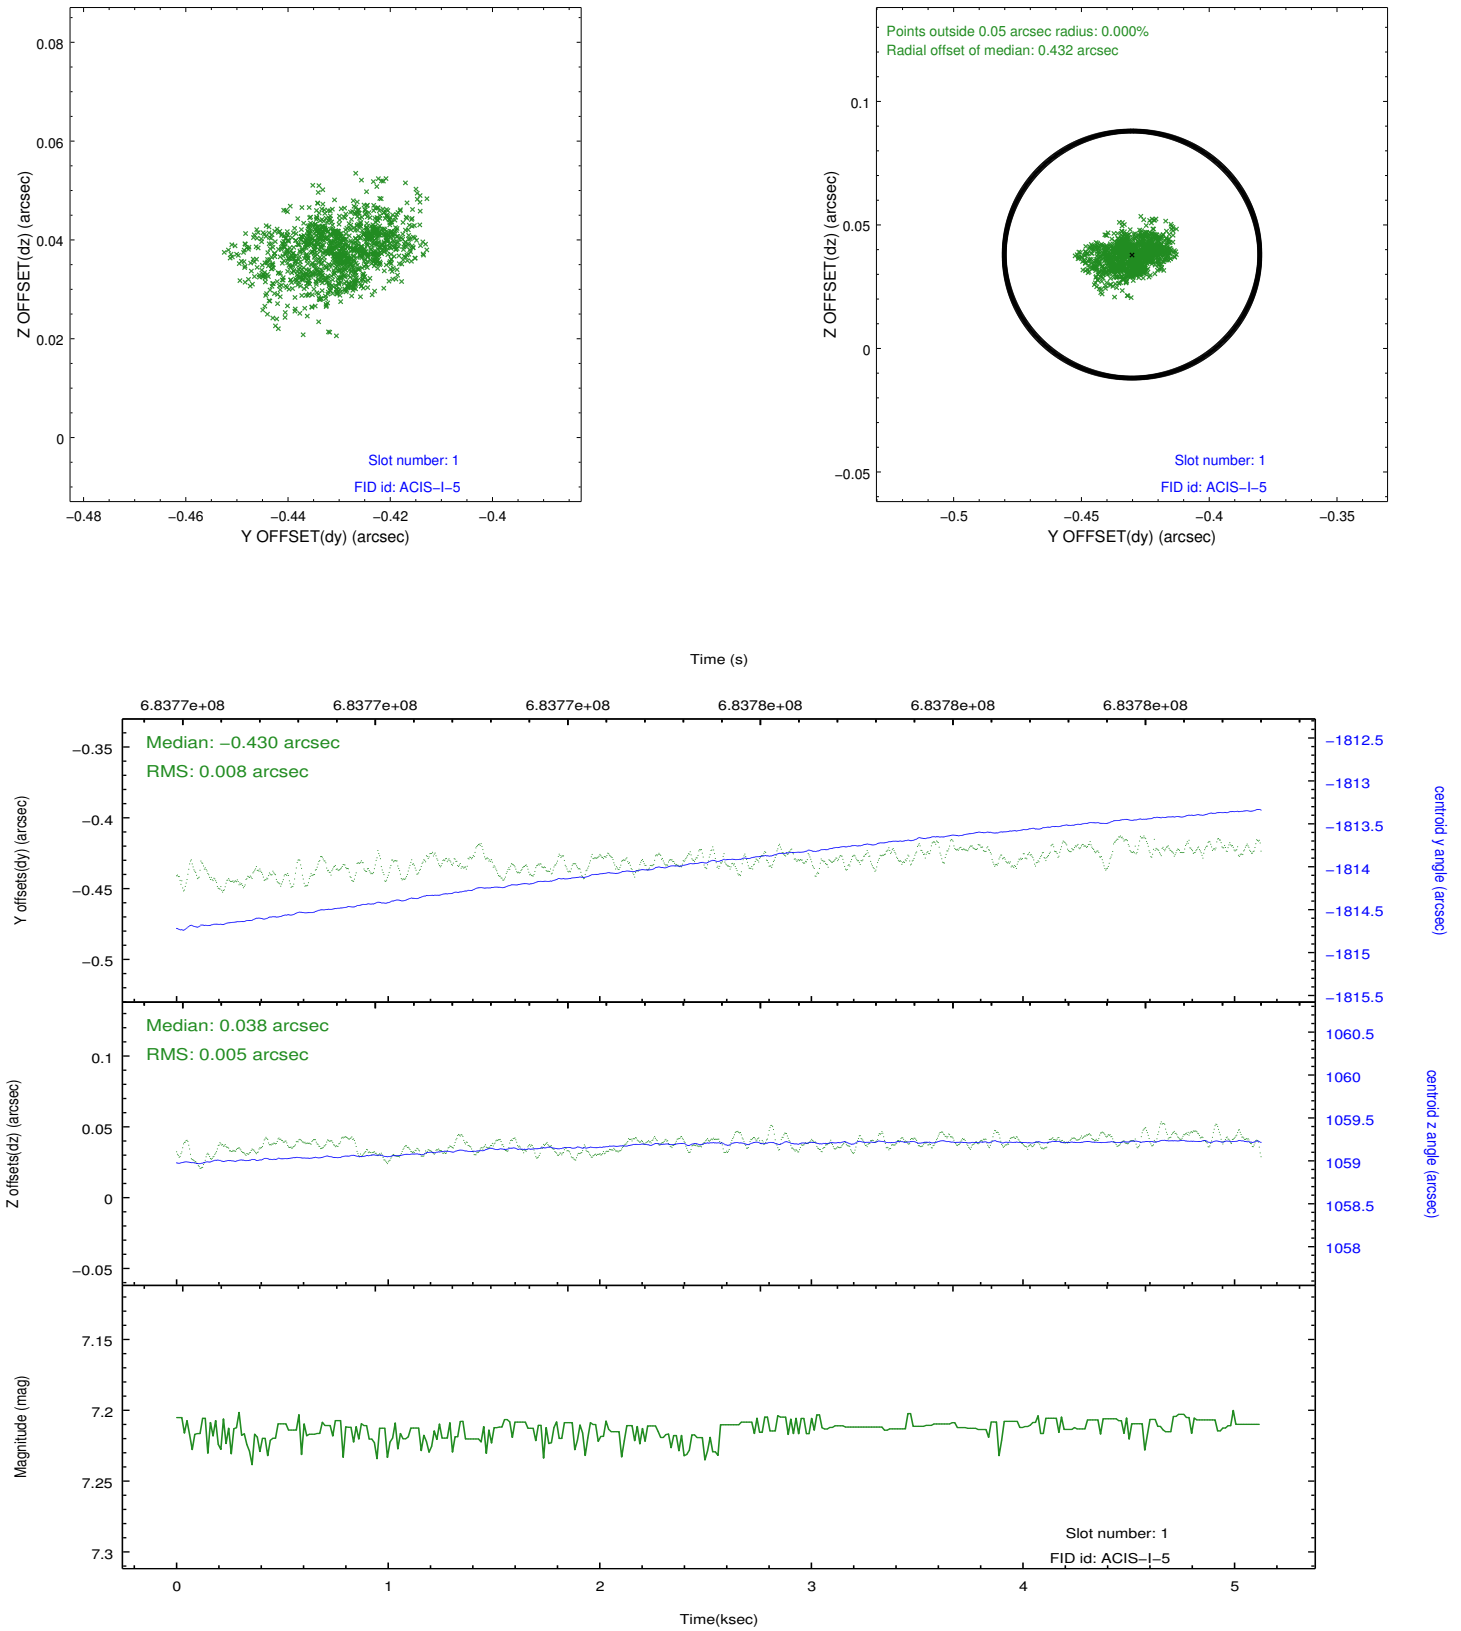 0.08
0.06
0.04
0.02
0
Z OFFSET(dz) (arcsec)
Slot number: 1
FID id: ACIS−I−5
−0.48 −0.46 −0.44 −0.42 −0.4
Y OFFSET(dy) (arcsec)
Points outside 0.05 arcsec radius: 0.000%
Radial offset of median: 0.432 arcsec
0.1
0.05
0
−0.05
Z OFFSET(dz) (arcsec)
Slot number: 1
FID id: ACIS−I−5
−0.5 −0.45 −0.4 −0.35
Y OFFSET(dy) (arcsec)
Time (s)
6.8377e+08 6.8377e+08 6.8377e+08 6.8378e+08 6.8378e+08 6.8378e+08
Median: −0.430 arcsec
RMS: 0.008 arcsec
−0.35
−0.4
−0.45
−0.5
Y offsets(dy) (arcsec)
−1812.5
−1813
−1813.5
−1814
−1814.5
−1815
−1815.5
centroid y angle (arcsec)
Median: 0.038 arcsec
RMS: 0.005 arcsec
0.1
0.05
0
−0.05
Z offsets(dz) (arcsec)
1060.5
1060
1059.5
1059
1058.5
1058
centroid z angle (arcsec)
7.15
7.2
7.25
7.3
Magnitude (mag)
Slot number: 1
FID id: ACIS−I−5
0 1 2 3 4 5
Time(ksec)